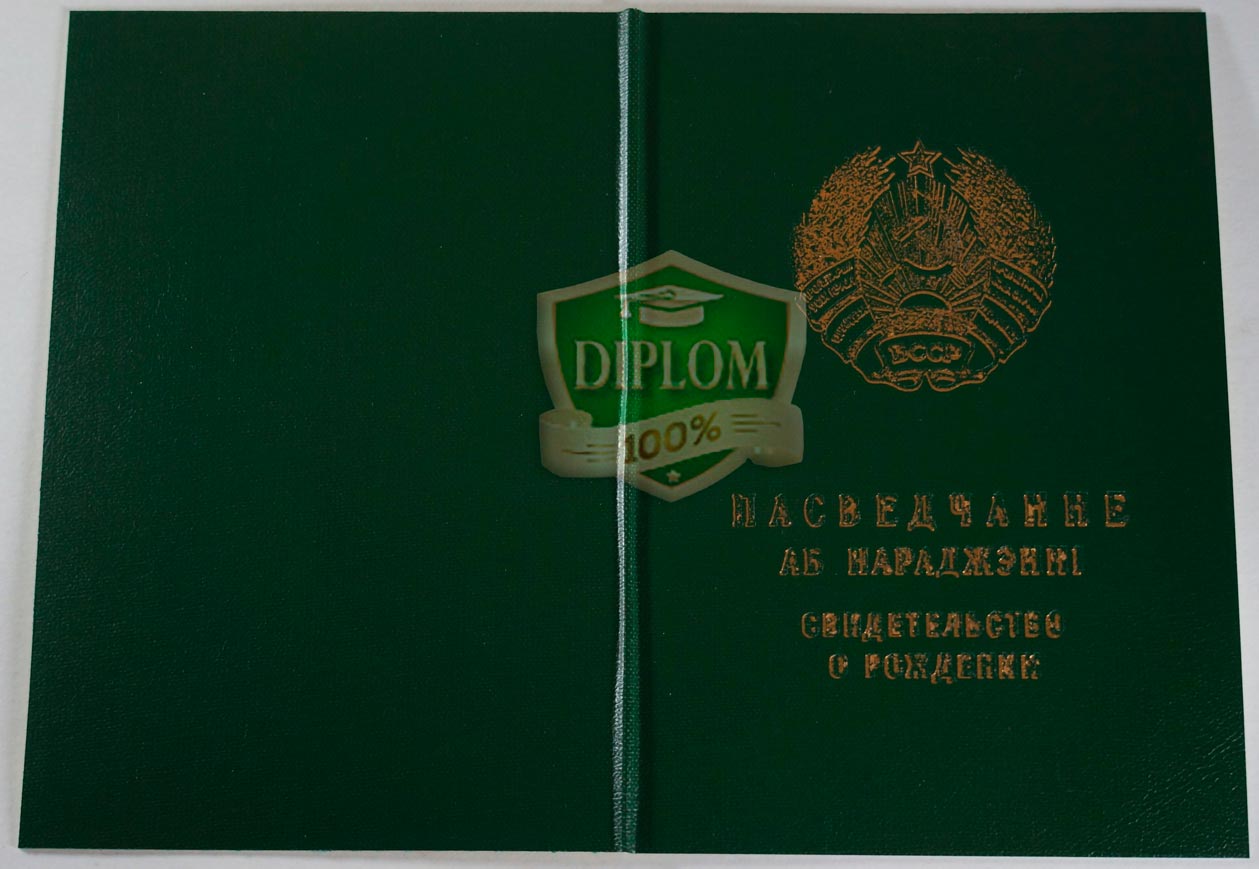 БССР
DIPLOM
100%
ПАСВЕДЧАННЕ
АБ НАРАДЖЭННІ
СВИДЕТЕЛЬСТВО
О РОЖДЕНИИ